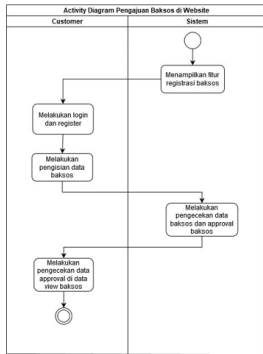 Activity Diagram Pengajuan Baksos di Website
Customer
Sistem
Menampilkan fitur
registrasi baksos
Melakukan login
dan register
Melakukan
pengisian data
baksos
Melakukan
pengecekan data
baksos dan approval
baksos
Melakukan
pengecekan data
approval di data
view baksos